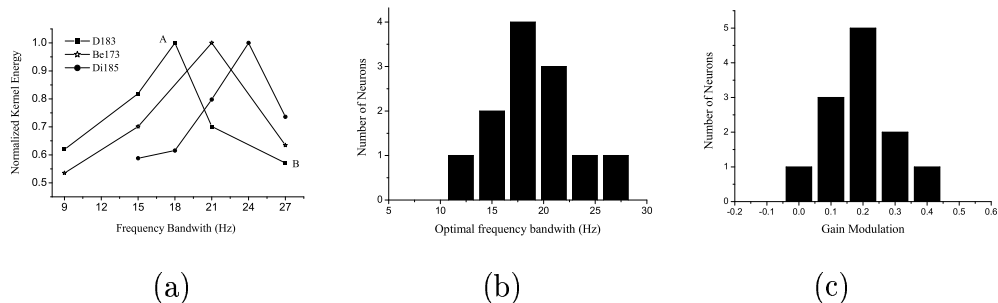 Normalized Kernel Energy
1.0
0.9
0.8
0.7
0.6
0.5
D183
Be173
Di185
A
B
9 12 15 18 21 24 27
Frequency Bandwith (Hz)
(a)
Number of Neurons
4
3
2
1
0
5 10 15 20 25 30
Optimal frequency bandwith (Hz)
(b)
Number of Neurons
5
4
3
2
1
0
-0.2 -0.1 0.0 0.1 0.2 0.3 0.4 0.5 0.6
Gain Modulation
(c)